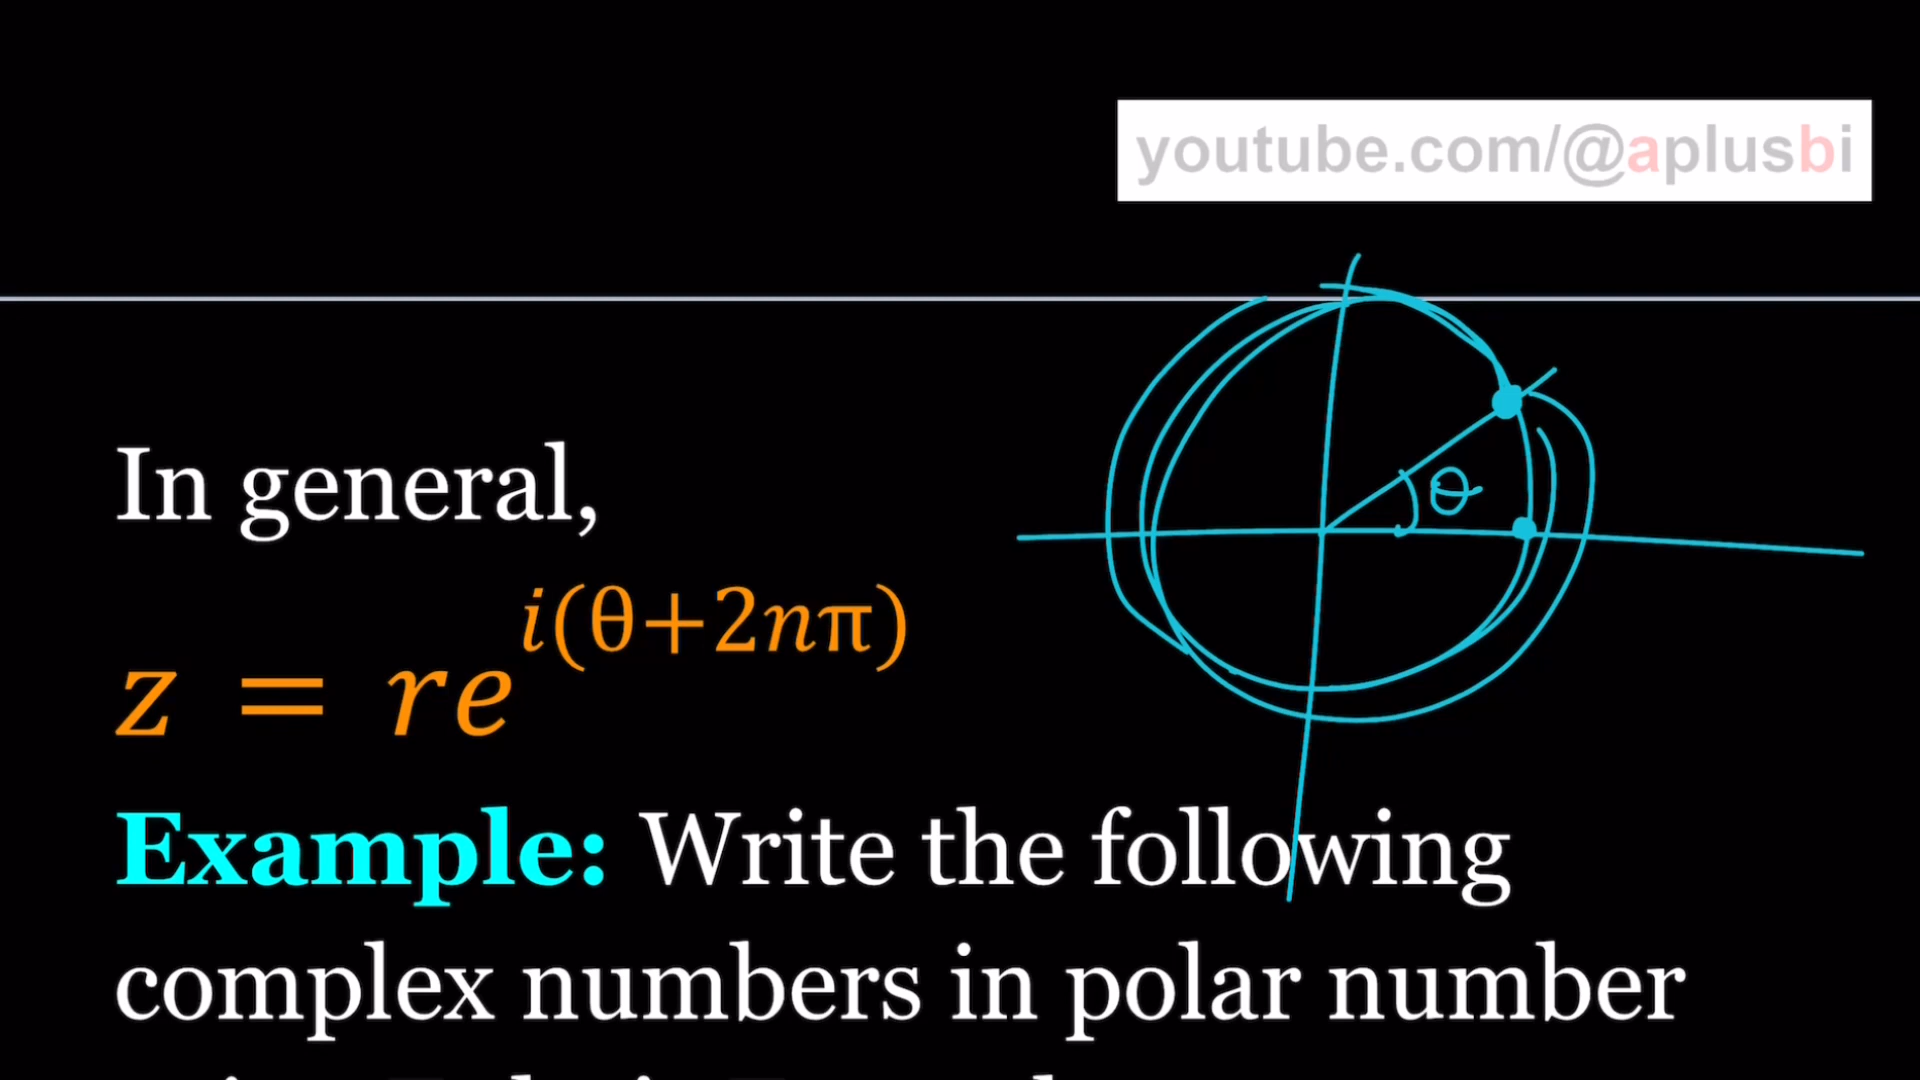 youtube.com/@aplusbi
In general,
z = re^{i(θ+2nπ)}
θ
Example: Write the following
complex numbers in polar number